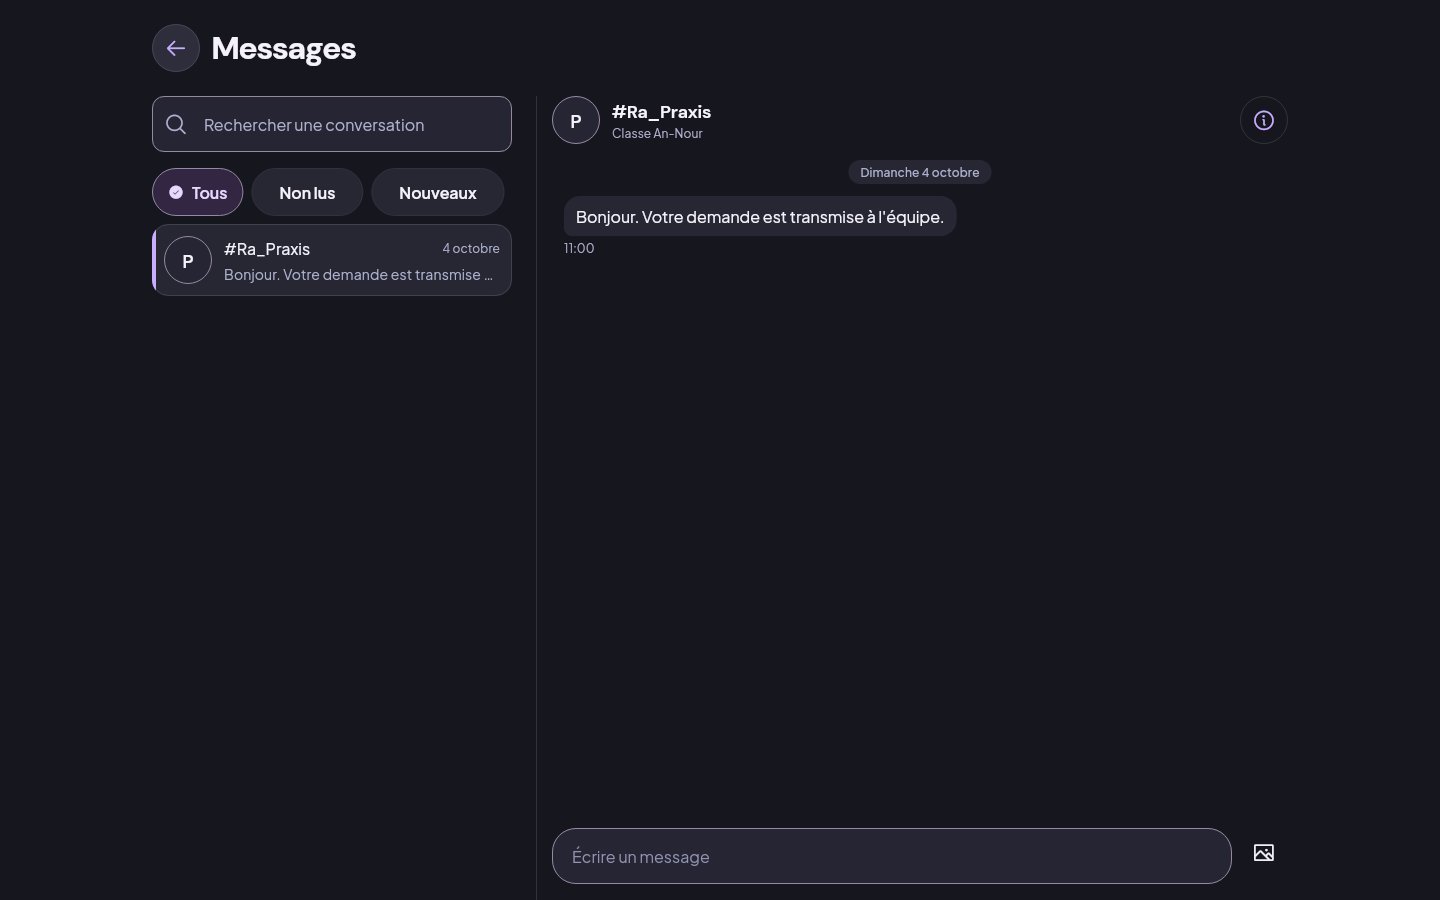 Messages
Rechercher une conversation
Tous
Non lus
Nouveaux
P
#Ra_Praxis
4 octobre
Bonjour. Votre demande est transmise ...
P
#Ra_Praxis
Classe An-Nour
Dimanche 4 octobre
Bonjour. Votre demande est transmise à l'équipe.
11:00
Écrire un message